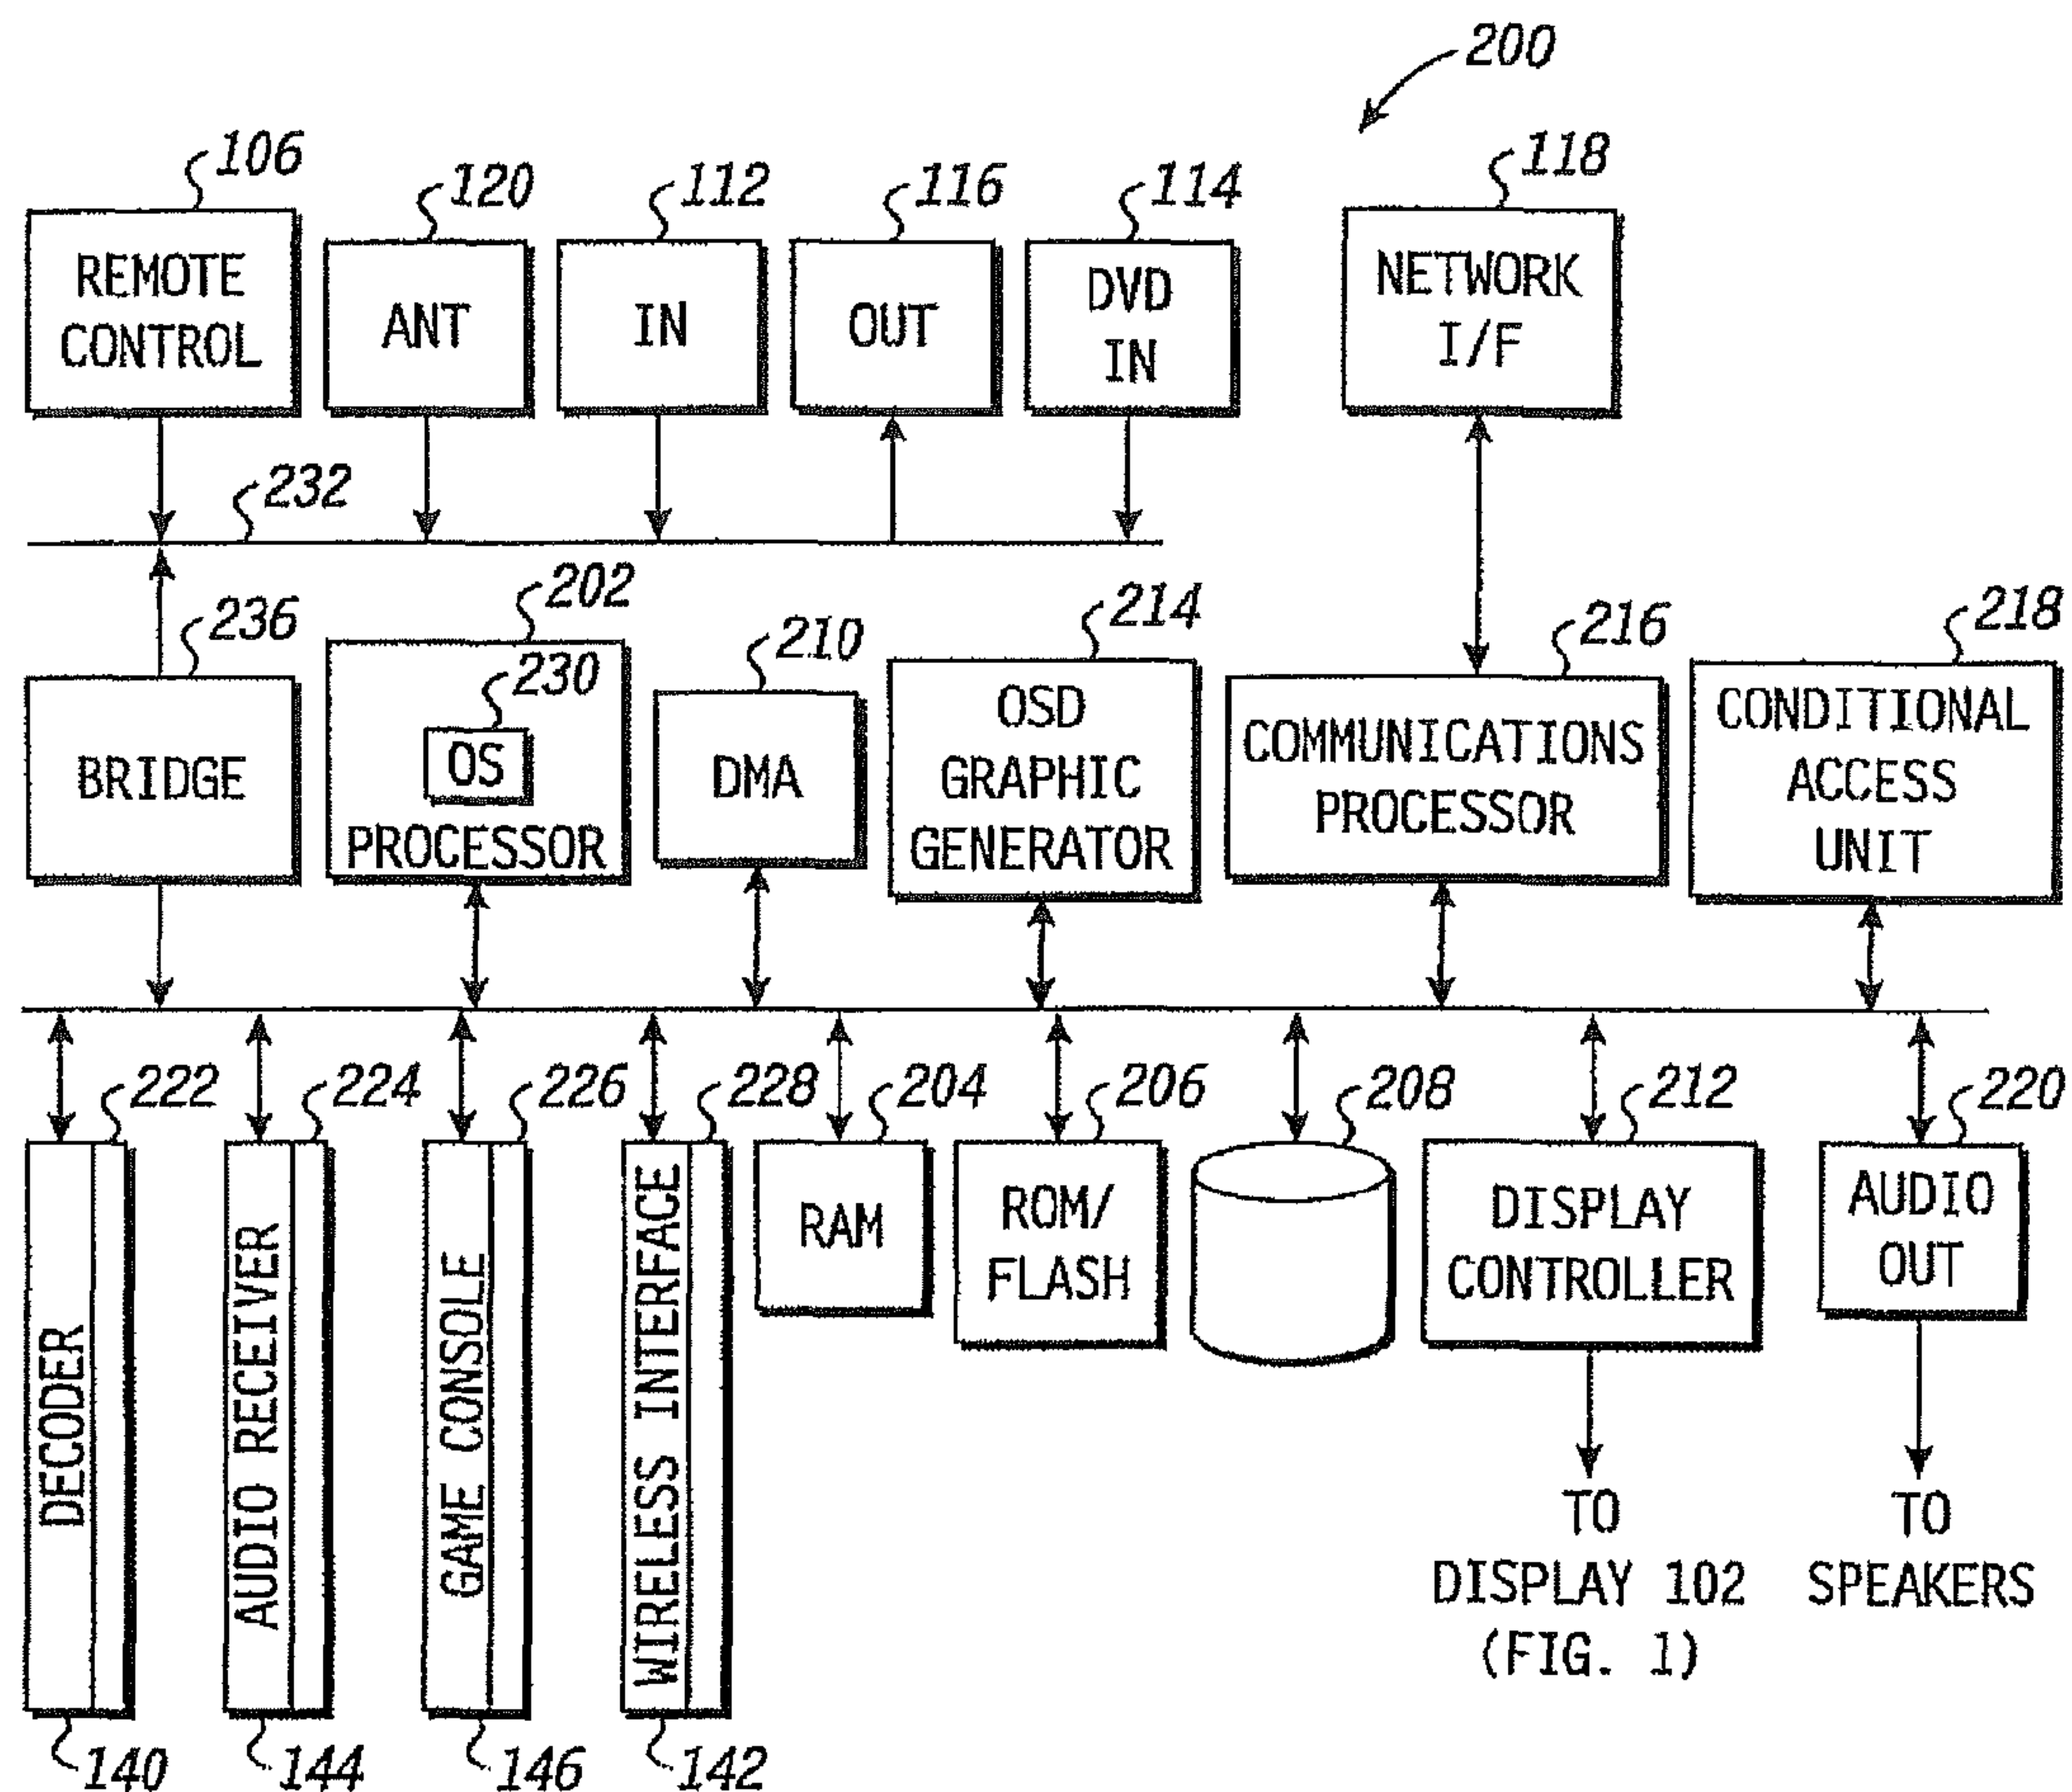 200
106
120
112
116
114
118
REMOTE
CONTROL
ANT
IN
OUT
DVD
IN
NETWORK
I/F
232
236
202
230
210
214
216
218
BRIDGE
OS
PROCESSOR
DMA
OSD
GRAPHIC
GENERATOR
COMMUNICATIONS
PROCESSOR
CONDITIONAL
ACCESS
UNIT
222
224
226
228
204
206
208
212
220
DECODER
AUDIO RECEIVER
GAME CONSOLE
WIRELESS INTERFACE
RAM
ROM/
FLASH
DISPLAY
CONTROLLER
AUDIO
OUT
TO
DISPLAY 102
(FIG. 1)
TO
SPEAKERS
140
144
146
142